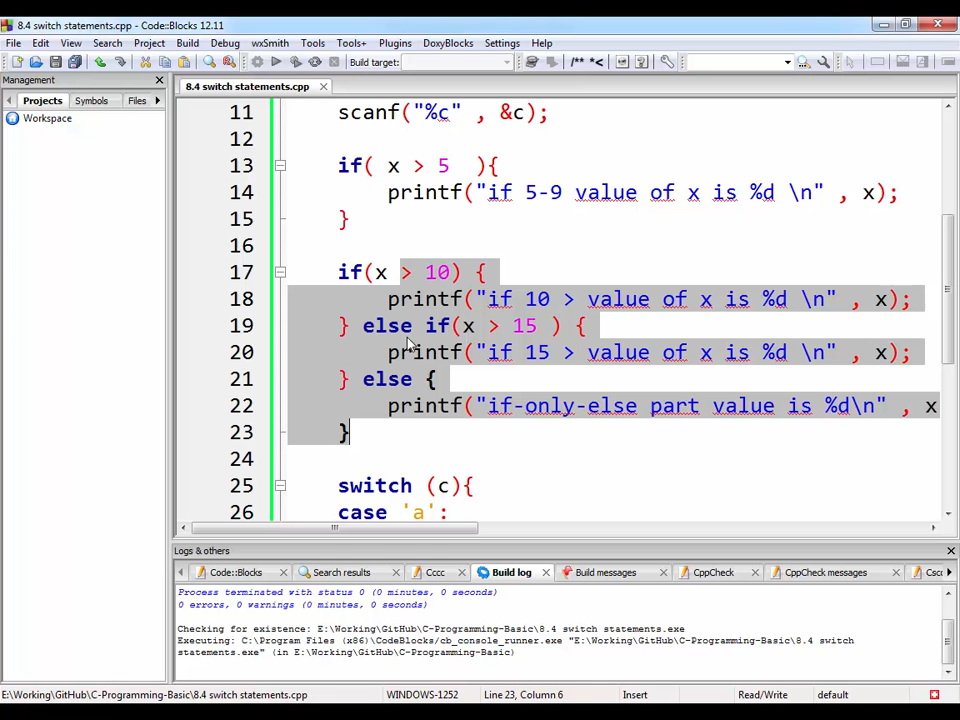 8.4 switch statements.cpp - Code::Blocks 12.11
File Edit View Search Project Build Debug wxSmith Tools Tools+ Plugins DoxyBlocks Settings Help
Build target:
/** *<
Management
8.4 switch statements.cpp
Projects Symbols Files
Workspace
11 scanf("%c" , &c);
12
13 if( x > 5 ){
14 printf("if 5-9 value of x is %d \n" , x);
15 }
16
17 if(x > 10) {
18 printf("if 10 > value of x is %d \n" , x);
19 } else if(x > 15 ) {
20 printf("if 15 > value of x is %d \n" , x);
21 } else {
22 printf("if-only-else part value is %d\n" , x
23 }
24
25 switch (c){
26 case 'a':
Logs & others
Code::Blocks Search results Cccc Build log Build messages CppCheck CppCheck messages Csco
Process terminated with status 0 (0 minutes, 0 seconds)
0 errors, 0 warnings (0 minutes, 0 seconds)
Checking for existence: E:\Working\GitHub\C-Programming-Basic\8.4 switch statements.exe
Executing: C:\Program Files (x86)\CodeBlocks/cb_console_runner.exe "E:\Working\GitHub\C-Programming-Basic\8.4 switch
statements.exe" (in E:\Working\GitHub\C-Programming-Basic)
E:\Working\GitHub\C-Programming-Basic\8.4 switch statements.cpp WINDOWS-1252 Line 23, Column 6 Insert Read/Write default